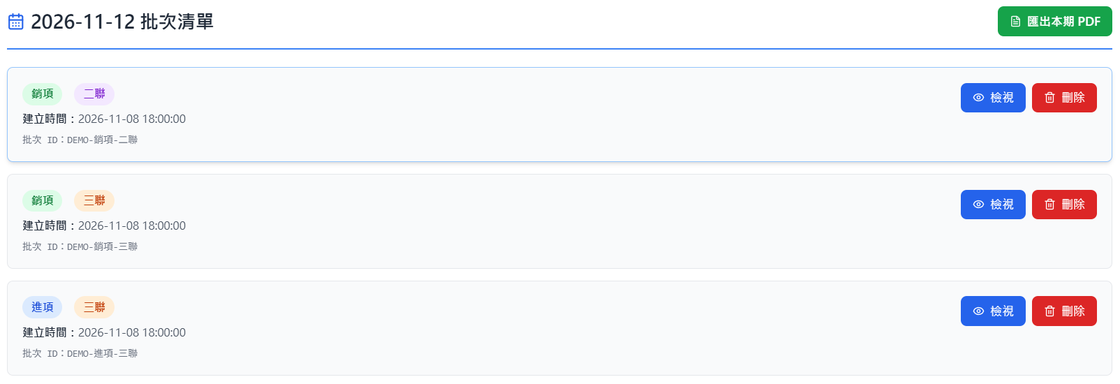 2026-11-12 批次清單
匯出本期 PDF
銷項 二聯
檢視 刪除
建立時間：2026-11-08 18:00:00
批次 ID：DEMO-銷項-二聯
銷項 三聯
檢視 刪除
建立時間：2026-11-08 18:00:00
批次 ID：DEMO-銷項-三聯
進項 三聯
檢視 刪除
建立時間：2026-11-08 18:00:00
批次 ID：DEMO-進項-三聯